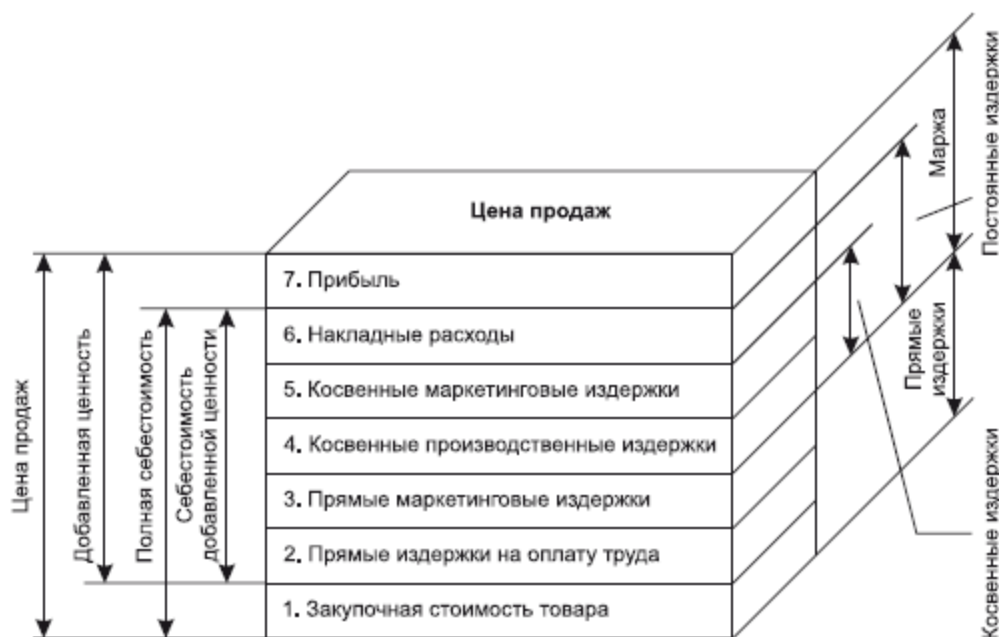 Цена продаж
7. Прибыль
6. Накладные расходы
5. Косвенные маркетинговые издержки
4. Косвенные производственные издержки
3. Прямые маркетинговые издержки
2. Прямые издержки на оплату труда
1. Закупочная стоимость товара
Цена продаж
Добавленная ценность
Полная себестоимость
Себестоимость
добавленной ценности
Маржа
Постоянные издержки
Прямые
издержки
Косвенные издержки